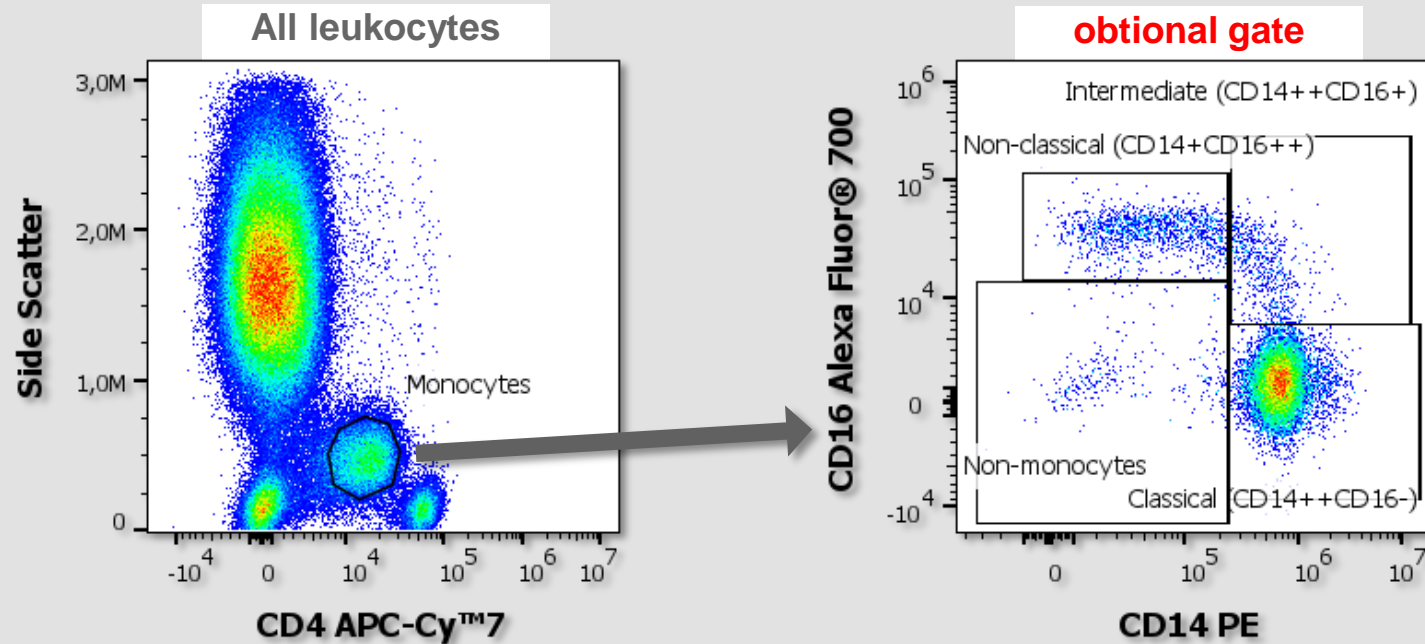 All leukocytes
3,0M
2,0M
1,0M
0
Side Scatter
Monocytes
-10 4
0
10 4
10 5
10 6
10 7
CD4 APC-Cy™7
obtional gate
10 6
10 5
10 4
0
-10 4
CD16 Alexa Fluor® 700
Intermediate (CD14++CD16+)
Non-classical (CD14+CD16++)
Non-monocytes
Classical (CD14++CD16-)
0
10 5
10 6
10 7
CD14 PE